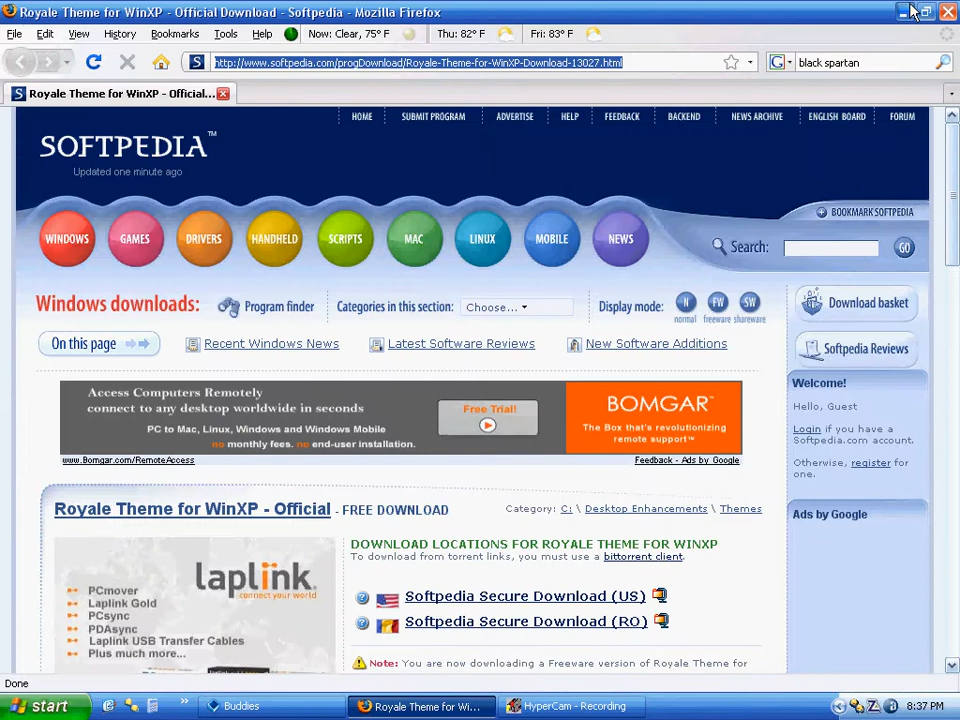 Royale Theme for WinXP - Official Download - Softpedia - Mozilla Firefox
File Edit View History Bookmarks Tools Help Now: Clear, 75° F Thu: 82° F Fri: 83° F
http://www.softpedia.com/progDownload/Royale-Theme-for-WinXP-Download-13027.html
G black spartan
S Royale Theme for WinXP - Official...
HOME SUBMIT PROGRAM ADVERTISE HELP FEEDBACK BACKEND NEWS ARCHIVE ENGLISH BOARD FORUM
SOFTPEDIA™
Updated one minute ago
BOOKMARK SOFTPEDIA
WINDOWS GAMES DRIVERS HANDHELD SCRIPTS MAC LINUX MOBILE NEWS
Search: GO
Windows downloads: Program finder Categories in this section: Choose... Display mode: N normal FW freeware SW shareware
Download basket
On this page Recent Windows News Latest Software Reviews New Software Additions
Softpedia Reviews
Access Computers Remotely
connect to any desktop worldwide in seconds
PC to Mac, Linux, Windows and Windows Mobile
no monthly fees. no end-user installation.
Free Trial!
BOMGAR™
The Box that's revolutionizing
remote support™
www.Bomgar.com/RemoteAccess Feedback - Ads by Google
Welcome!
Hello, Guest
Login if you have a
Softpedia.com account.
Otherwise, register for
one.
Ads by Google
Royale Theme for WinXP - Official - FREE DOWNLOAD
Category: C: \ Desktop Enhancements \ Themes
laplink.
connect your world™
PCmover
Laplink Gold
PCsync
PDAsync
Laplink USB Transfer Cables
Plus much more...
DOWNLOAD LOCATIONS FOR ROYALE THEME FOR WINXP
To download from torrent links, you must use a bittorrent client.
Softpedia Secure Download (US)
Softpedia Secure Download (RO)
Note: You are now downloading a Freeware version of Royale Theme for
Done
start Buddies Royale Theme for Wi... HyperCam - Recording 8:37 PM